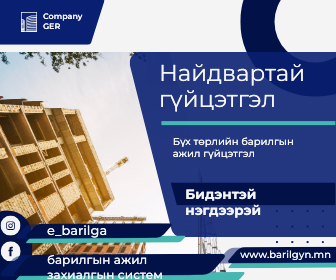 Company
GER
Найдвартай
гүйцэтгэл
Бүх төрлийн барилгын
ажил гүйцэтгэл
Бидэнтэй
нэгдээрэй
e_barilga
www.barilgyn.mn
барилгын ажил
захиалгын систем